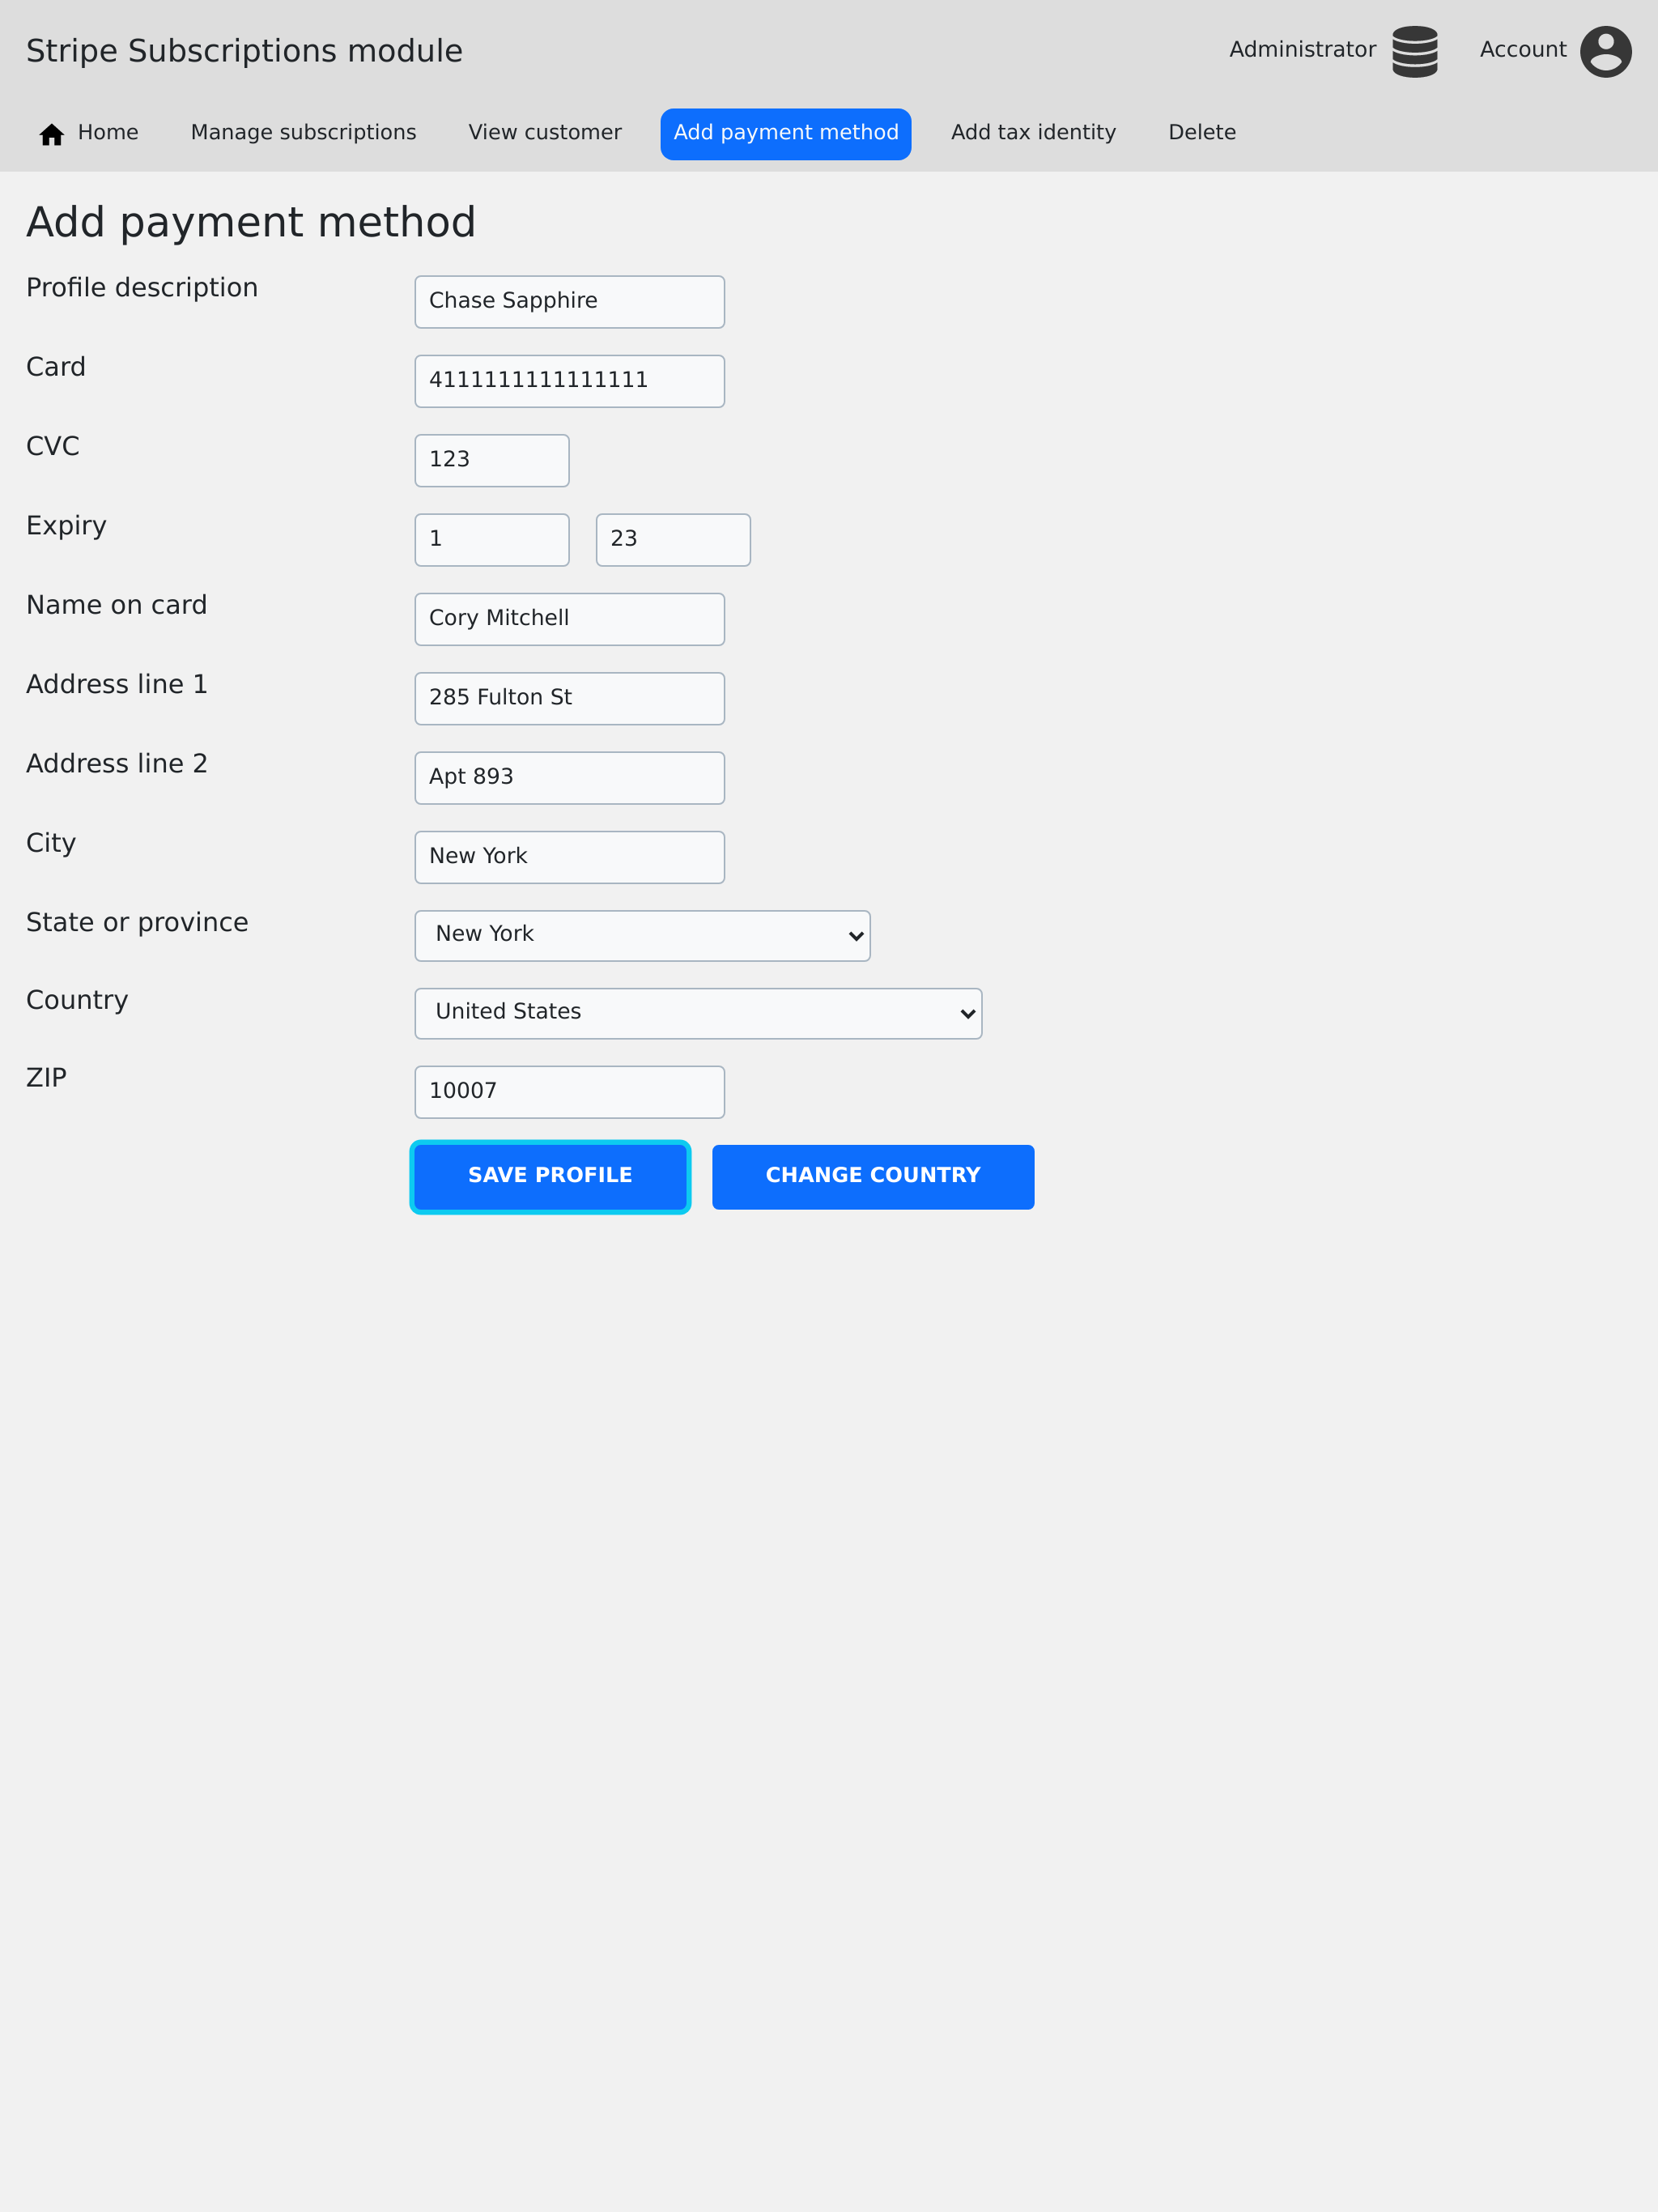 Stripe Subscriptions module
Administrator
Account
Home Manage subscriptions View customer Add payment method Add tax identity Delete
Add payment method
Profile description Chase Sapphire
Card 4111111111111111
CVC 123
Expiry 1 23
Name on card Cory Mitchell
Address line 1 285 Fulton St
Address line 2 Apt 893
City New York
State or province New York
Country United States
ZIP 10007
SAVE PROFILE CHANGE COUNTRY